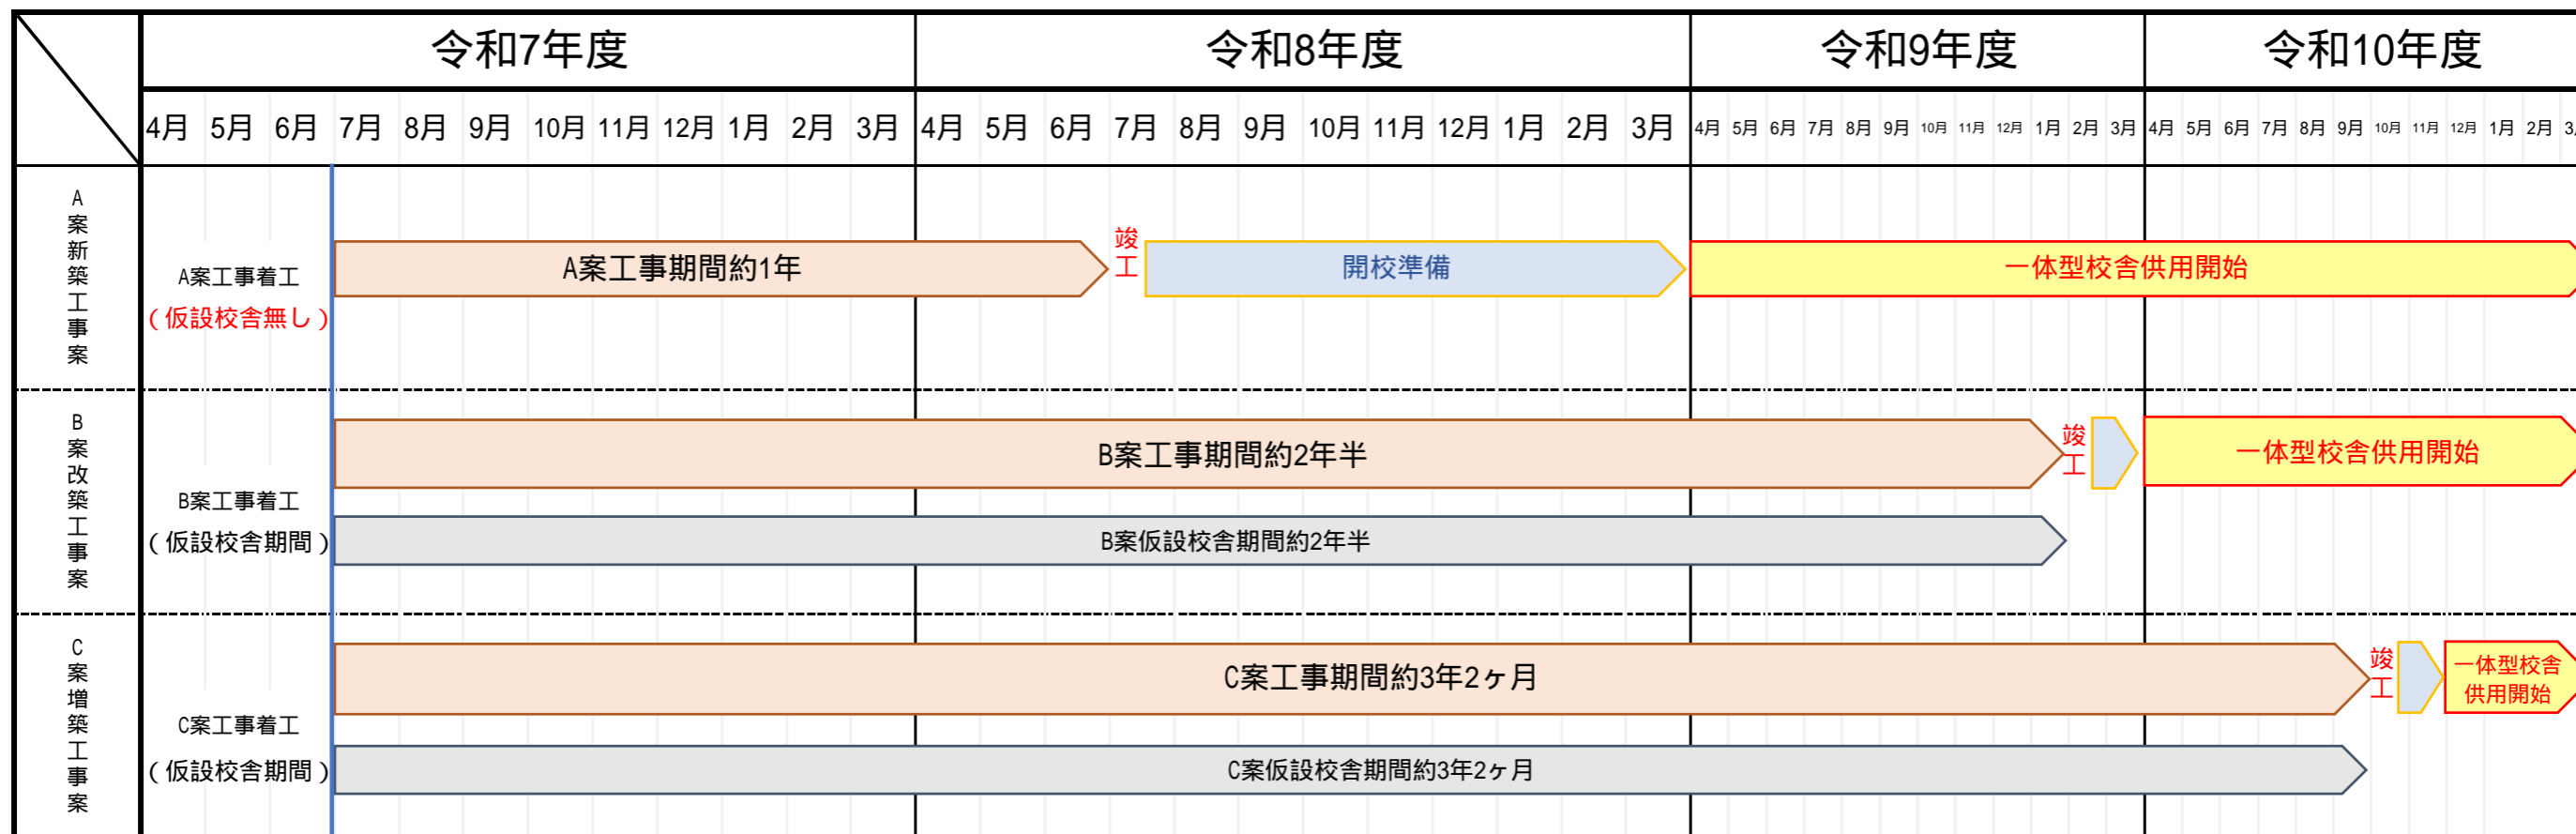 令和7年度 令和8年度 令和9年度 令和10年度
4月 5月 6月 7月 8月 9月 10月 11月 12月 1月 2月 3月 4月 5月 6月 7月 8月 9月 10月 11月 12月 1月 2月 3月 4月 5月 6月 7月 8月 9月 10月 11月 12月 1月 2月 3月 4月 5月 6月 7月 8月 9月 10月 11月 12月 1月 2月 3
A案新築工事案
A案工事着工
(仮設校舎無し)
A案工事期間約1年
竣工
開校準備
一体型校舎供用開始
B案改築工事案
B案工事着工
(仮設校舎期間)
B案工事期間約2年半
竣工
一体型校舎供用開始
B案仮設校舎期間約2年半
C案増築工事案
C案工事着工
(仮設校舎期間)
C案工事期間約3年2ヶ月
竣工
一体型校舎
供用開始
C案仮設校舎期間約3年2ヶ月